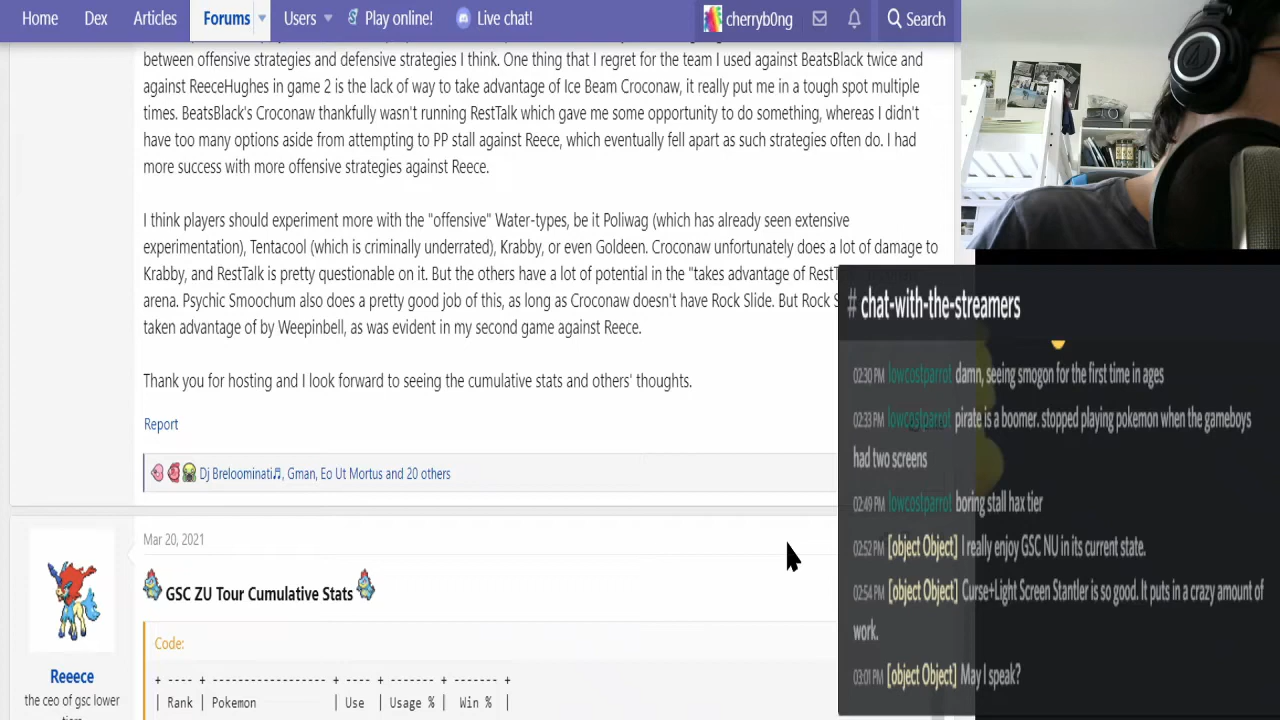 Home Dex Articles Forums Users Play online! Live chat! cherryb0ng Search
between offensive strategies and defensive strategies I think. One thing that I regret for the team I used against BeatsBlack twice and
against ReeceHughes in game 2 is the lack of way to take advantage of Ice Beam Croconaw, it really put me in a tough spot multiple
times. BeatsBlack's Croconaw thankfully wasn't running RestTalk which gave me some opportunity to do something, whereas I didn't
have too many options aside from attempting to PP stall against Reece, which eventually fell apart as such strategies often do. I had
more success with more offensive strategies against Reece.
I think players should experiment more with the "offensive" Water-types, be it Poliwag (which has already seen extensive
experimentation), Tentacool (which is criminally underrated), Krabby, or even Goldeen. Croconaw unfortunately does a lot of damage to
Krabby, and RestTalk is pretty questionable on it. But the others have a lot of potential in the "takes advantage of RestT
arena. Psychic Smoochum also does a pretty good job of this, as long as Croconaw doesn't have Rock Slide. But Rock S
taken advantage of by Weepinbell, as was evident in my second game against Reece.
Thank you for hosting and I look forward to seeing the cumulative stats and others' thoughts.
Report
Dj Breloominati♬, Gman, Eo Ut Mortus and 20 others
Mar 20, 2021
GSC ZU Tour Cumulative Stats
Code:
+ ---- + ------------------ + ---- + ------- + ------- +
| Rank | Pokemon | Use | Usage % | Win % |
Reeece
the ceo of gsc lower
# chat-with-the-streamers
02:30 PM lowcostparrot damn, seeing smogon for the first time in ages
02:33 PM lowcostparrot pirate is a boomer. stopped playing pokemon when the gameboys
had two screens
02:49 PM lowcostparrot boring stall hax tier
02:52 PM [object Object] I really enjoy GSC NU in its current state.
02:54 PM [object Object] Curse+Light Screen Stantler is so good. It puts in a crazy amount of
work.
03:01 PM [object Object] May I speak?